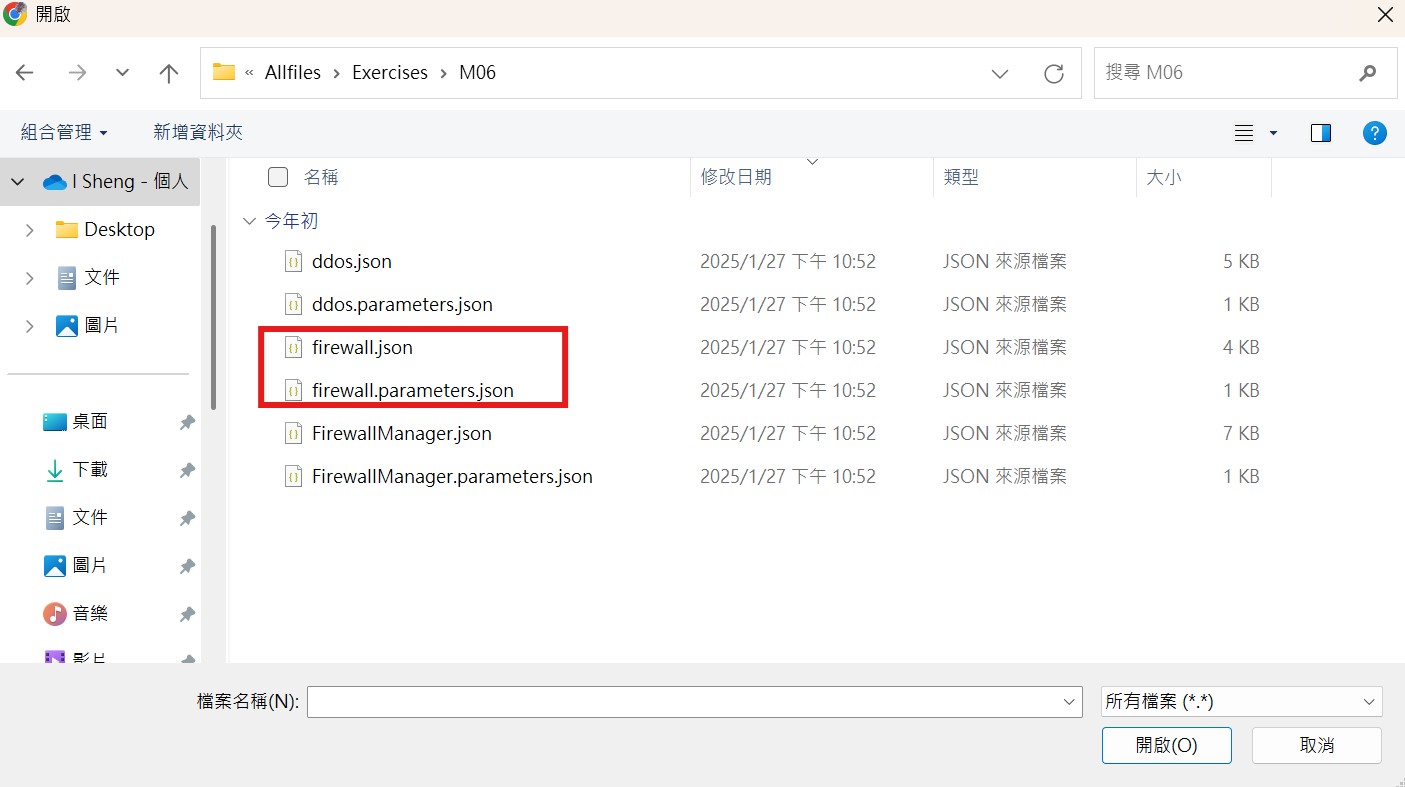 開啟
« Allfiles › Exercises › M06
搜尋 M06
組合管理 新增資料夾
I Sheng - 個人
Desktop
文件
圖片
桌面
下載
文件
圖片
音樂
影片
名稱 修改日期 類型 大小
今年初
ddos.json 2025/1/27 下午 10:52 JSON 來源檔案 5 KB
ddos.parameters.json 2025/1/27 下午 10:52 JSON 來源檔案 1 KB
firewall.json 2025/1/27 下午 10:52 JSON 來源檔案 4 KB
firewall.parameters.json 2025/1/27 下午 10:52 JSON 來源檔案 1 KB
FirewallManager.json 2025/1/27 下午 10:52 JSON 來源檔案 7 KB
FirewallManager.parameters.json 2025/1/27 下午 10:52 JSON 來源檔案 1 KB
檔案名稱(N): 所有檔案 (*.*)
開啟(O) 取消